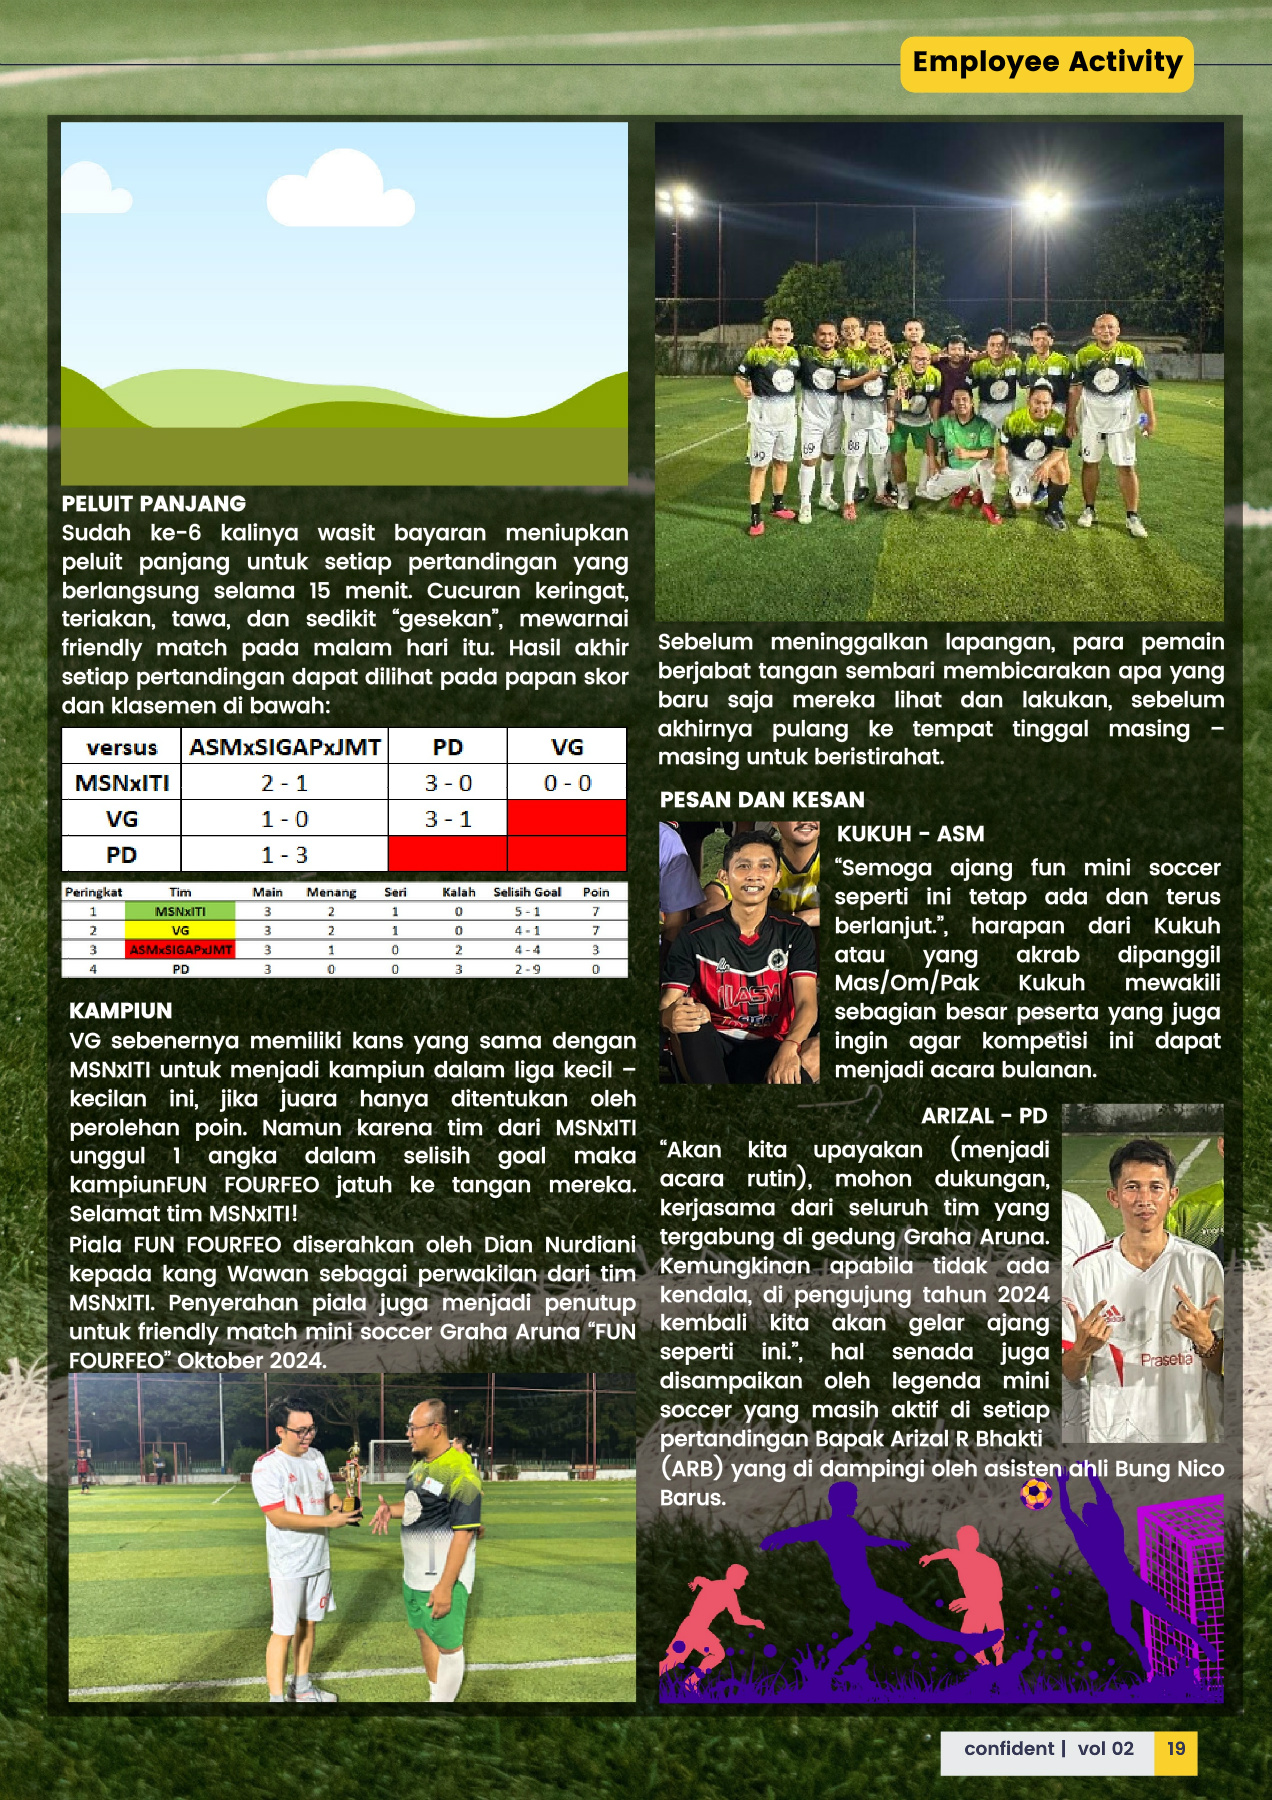 Employee Activity
PELUIT PANJANG
Sudah ke-6 kalinya wasit bayaran meniupkan
peluit panjang untuk setiap pertandingan yang
berlangsung selama 15 menit. Cucuran keringat,
teriakan, tawa, dan sedikit “gesekan”, mewarnai
friendly match pada malam hari itu. Hasil akhir
setiap pertandingan dapat dilihat pada papan skor
dan klasemen di bawah:
versus ASMxSIGAPxJMT PD VG
MSNxITI 2 - 1 3 - 0 0 - 0
VG 1 - 0 3 - 1
PD 1 - 3
Peringkat Tim Main Menang Seri Kalah Selisih Goal Poin
1 MSNxITI 3 2 1 0 5 - 1 7
2 VG 3 2 1 0 4 - 1 7
3 ASMxSIGAPxJMT 3 1 0 2 4 - 4 3
4 PD 3 0 0 3 2 - 9 0
KAMPIUN
VG sebenernya memiliki kans yang sama dengan
MSNxITI untuk menjadi kampiun dalam liga kecil –
kecilan ini, jika juara hanya ditentukan oleh
perolehan poin. Namun karena tim dari MSNxITI
unggul 1 angka dalam selisih goal maka
kampiunFUN FOURFEO jatuh ke tangan mereka.
Selamat tim MSNxITI!
Piala FUN FOURFEO diserahkan oleh Dian Nurdiani
kepada kang Wawan sebagai perwakilan dari tim
MSNxITI. Penyerahan piala juga menjadi penutup
untuk friendly match mini soccer Graha Aruna “FUN
FOURFEO” Oktober 2024.
69
88
24
Sebelum meninggalkan lapangan, para pemain
berjabat tangan sembari membicarakan apa yang
baru saja mereka lihat dan lakukan, sebelum
akhirnya pulang ke tempat tinggal masing –
masing untuk beristirahat.
PESAN DAN KESAN
ASM
KUKUH - ASM
“Semoga ajang fun mini soccer
seperti ini tetap ada dan terus
berlanjut.”, harapan dari Kukuh
atau yang akrab dipanggil
Mas/Om/Pak Kukuh mewakili
sebagian besar peserta yang juga
ingin agar kompetisi ini dapat
menjadi acara bulanan.
ARIZAL - PD
“Akan kita upayakan (menjadi
acara rutin), mohon dukungan,
kerjasama dari seluruh tim yang
tergabung di gedung Graha Aruna.
Kemungkinan apabila tidak ada
kendala, di pengujung tahun 2024
kembali kita akan gelar ajang
seperti ini.”, hal senada juga
disampaikan oleh legenda mini
soccer yang masih aktif di setiap
pertandingan Bapak Arizal R Bhakti
(ARB) yang di dampingi oleh asisten ahli Bung Nico
Barus.
Prasetia
confident | vol 02 19